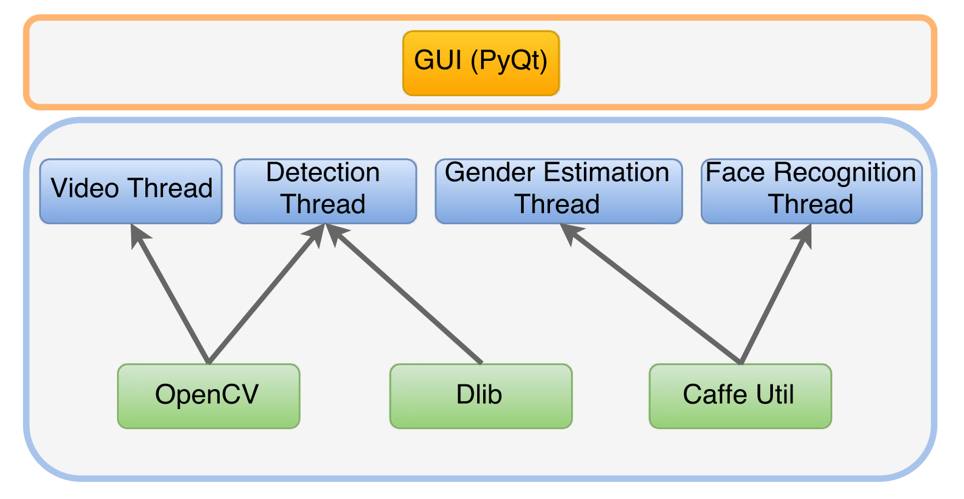 GUI (PyQt)
Video Thread
Detection
Thread
Gender Estimation
Thread
Face Recognition
Thread
OpenCV
Dlib
Caffe Util